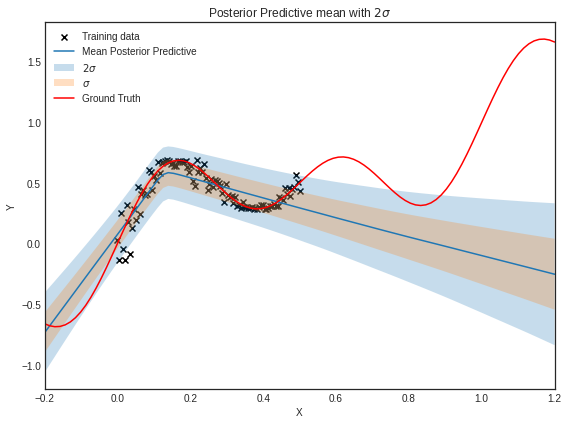 Posterior Predictive mean with 2σ
Training data
Mean Posterior Predictive
2σ
σ
Ground Truth
1.5
1.0
0.5
0.0
−0.5
−1.0
Y
−0.2 0.0 0.2 0.4 0.6 0.8 1.0 1.2
X